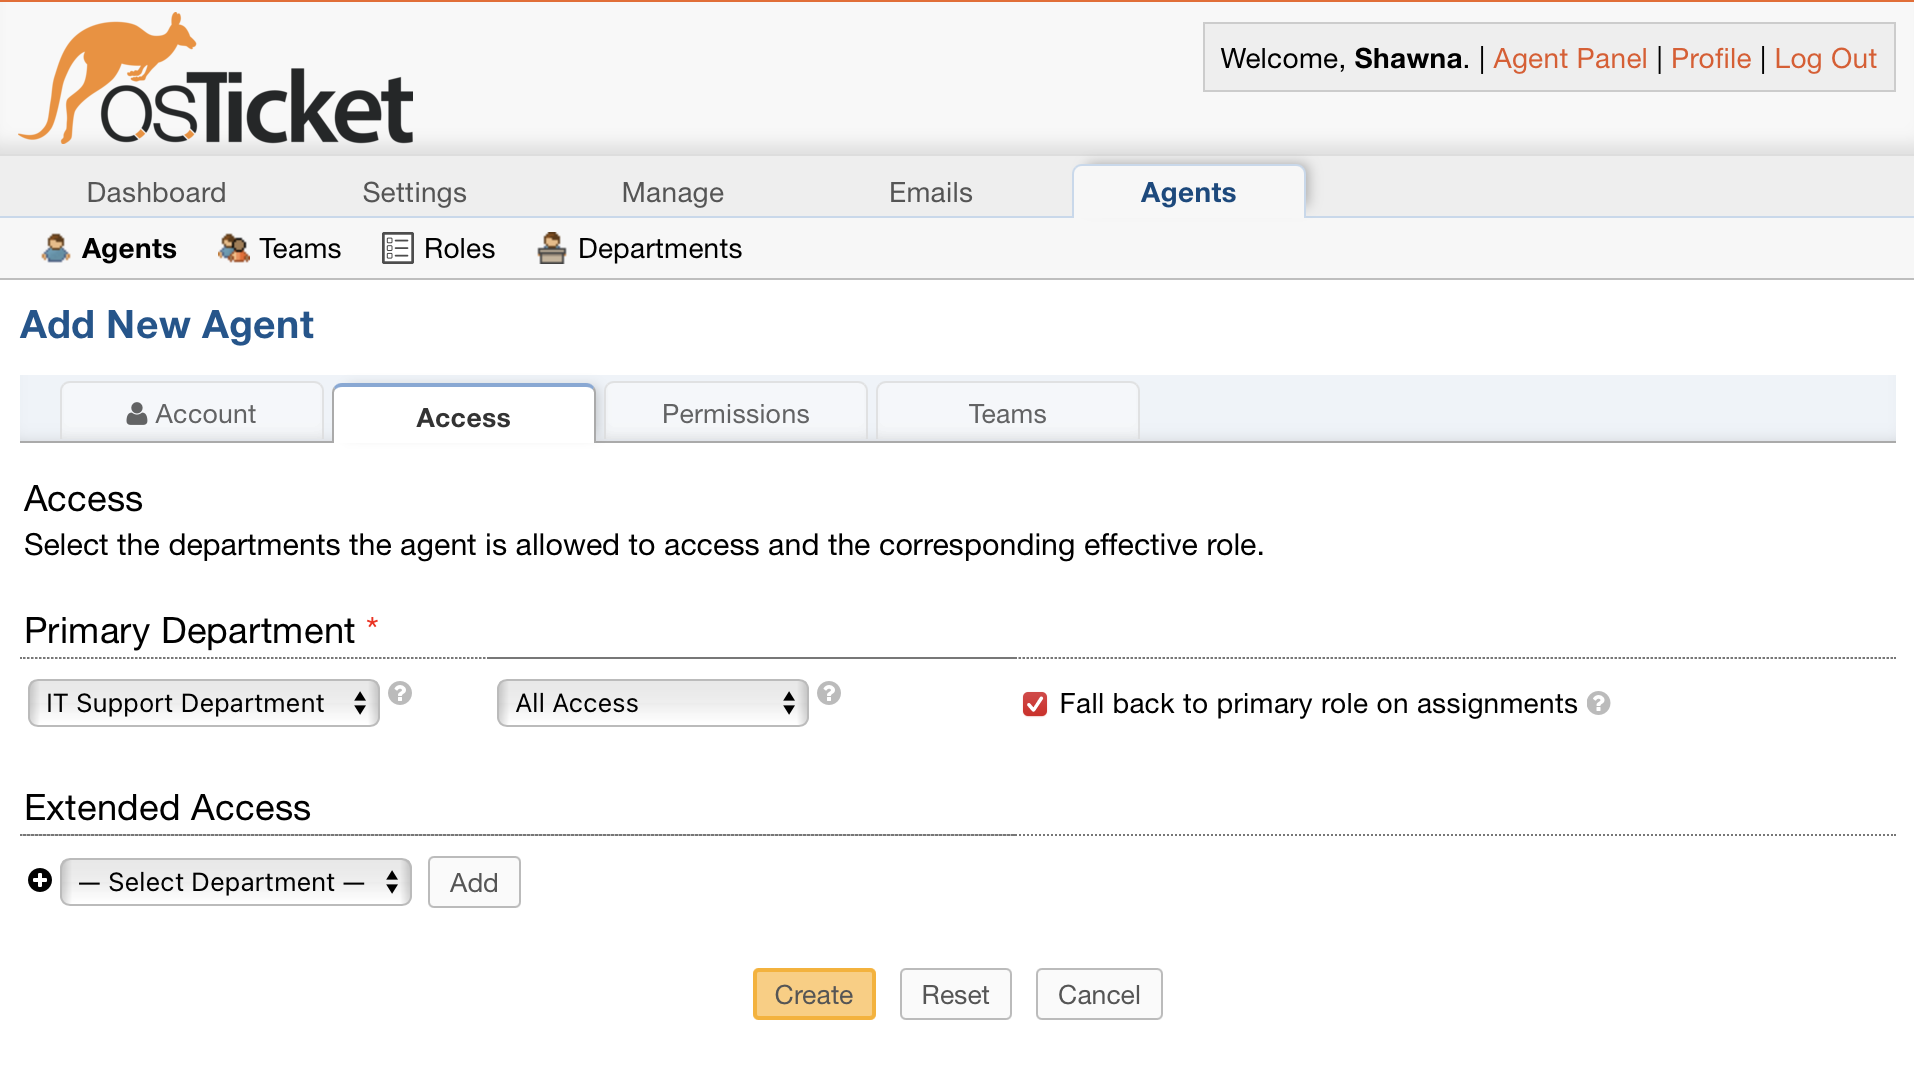 osTicket
Welcome, Shawna. | Agent Panel | Profile | Log Out
Dashboard Settings Manage Emails Agents
Agents Teams Roles Departments
Add New Agent
Account Access Permissions Teams
Access
Select the departments the agent is allowed to access and the corresponding effective role.
Primary Department *
IT Support Department ? All Access ? Fall back to primary role on assignments ?
Extended Access
— Select Department — Add
Create Reset Cancel